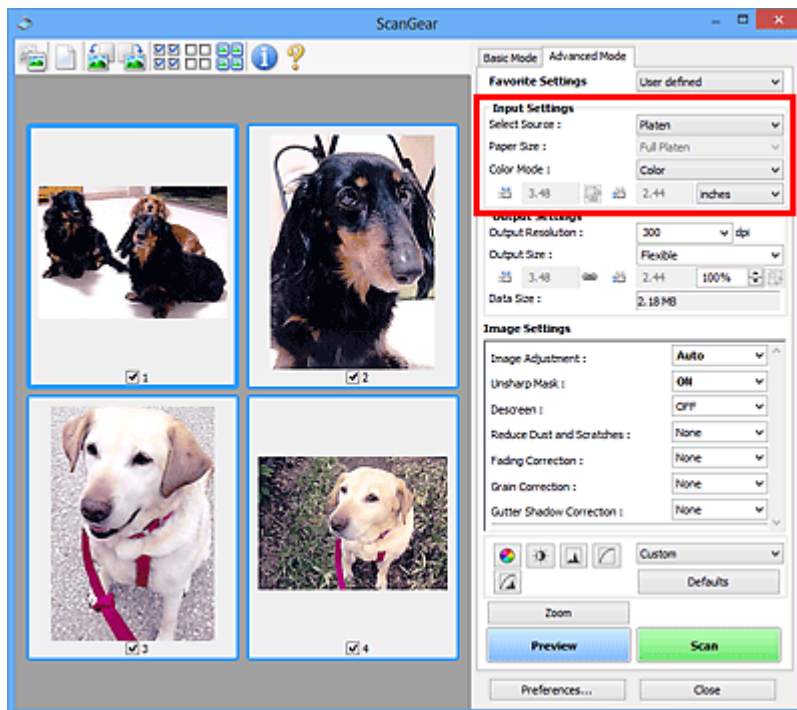 ScanGear
Basic Mode Advanced Mode
Favorite Settings User defined
Input Settings
Select Source : Platen
Paper Size : Full Platen
Color Mode : Color
3.48 2.44 inches
Output Settings
Output Resolution : 300 dpi
Output Size : Flexible
3.48 2.44 100%
Data Size : 2.18 MB
Image Settings
Image Adjustment : Auto
Unsharp Mask : ON
Descreen : OFF
Reduce Dust and Scratches : None
Fading Correction : None
Grain Correction : None
Gutter Shadow Correction : None
Custom
Defaults
Zoom
Preview Scan
Preferences... Close
1
2
3
4